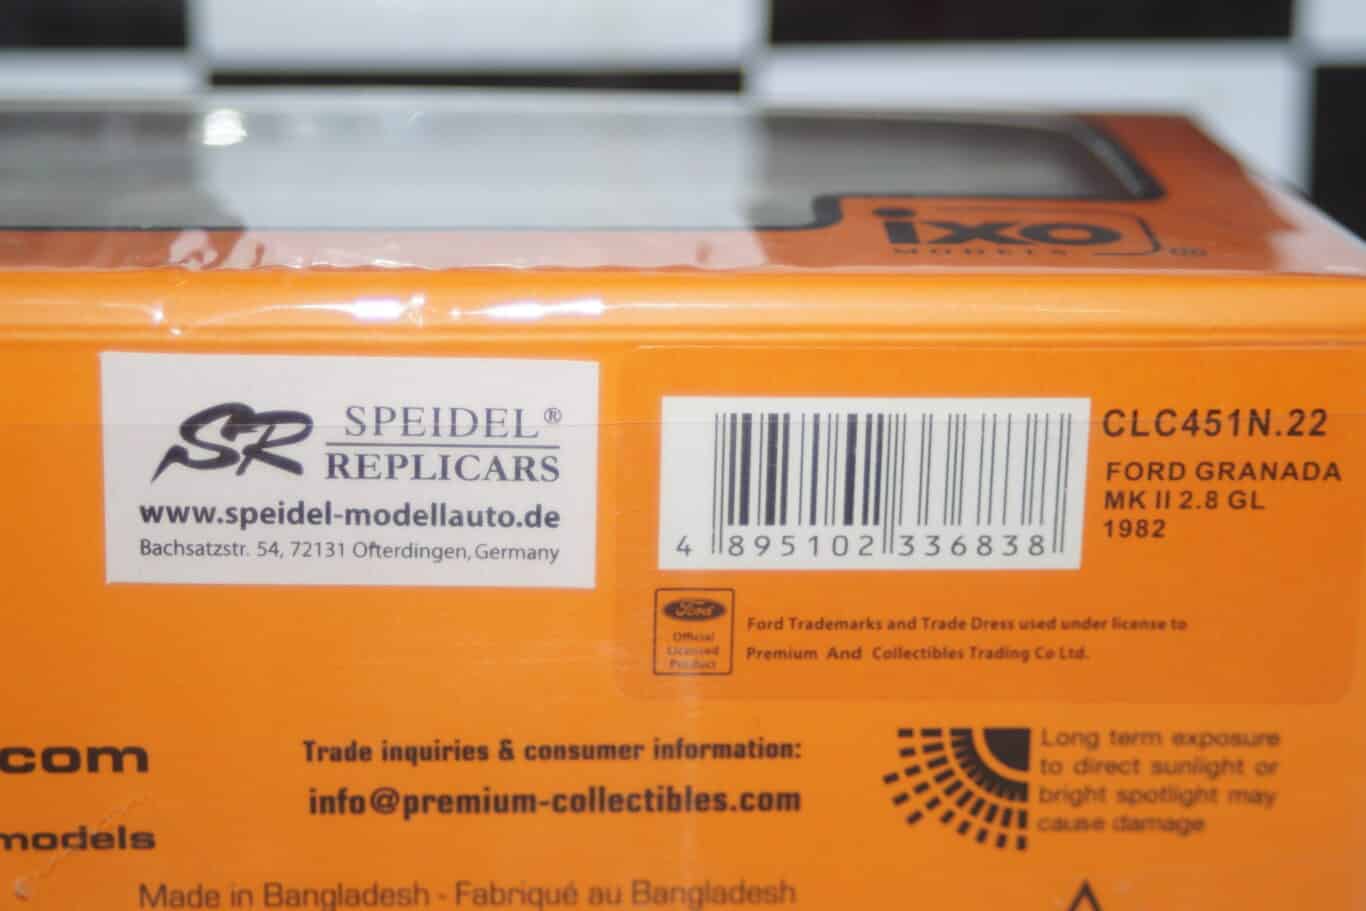 ixo
MODELS
SR SPEIDEL®
REPLICARS
www.speidel-modellauto.de
Bachsatzstr. 54, 72131 Ofterdingen, Germany
4 895102 336838
CLC451N.22
FORD GRANADA
MK II 2.8 GL
1982
Ford
Official
Licensed
Product
Ford Trademarks and Trade Dress used under license to
Premium And Collectibles Trading Co Ltd.
.com
models
Trade inquiries & consumer information:
info@premium-collectibles.com
Long term exposure
to direct sunlight or
bright spotlight may
cause damage
Made in Bangladesh - Fabriqué au Bangladesh